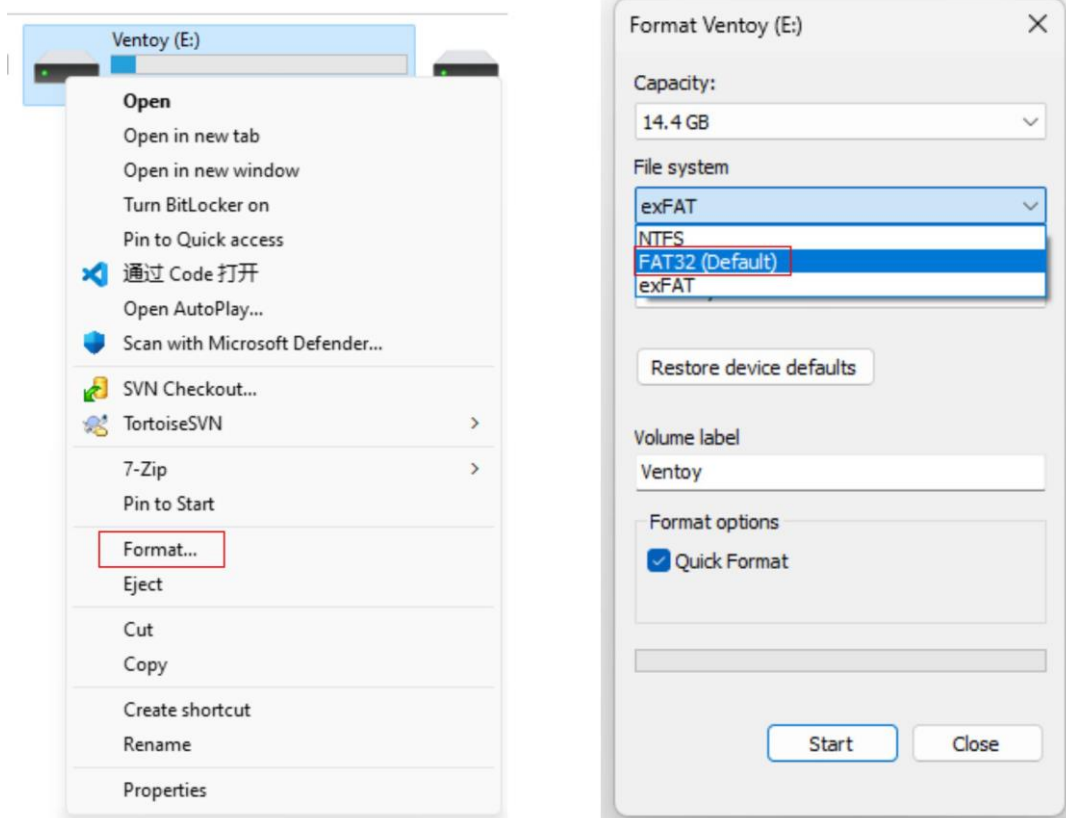 Ventoy (E:)
Open
Open in new tab
Open in new window
Turn BitLocker on
Pin to Quick access
通过 Code 打开
Open AutoPlay...
Scan with Microsoft Defender...
SVN Checkout...
TortoiseSVN
7-Zip
Pin to Start
Format...
Eject
Cut
Copy
Create shortcut
Rename
Properties
Format Ventoy (E:)
Capacity:
14.4 GB
File system
exFAT
NTFS
FAT32 (Default)
exFAT
Restore device defaults
Volume label
Ventoy
Format options
Quick Format
Start
Close